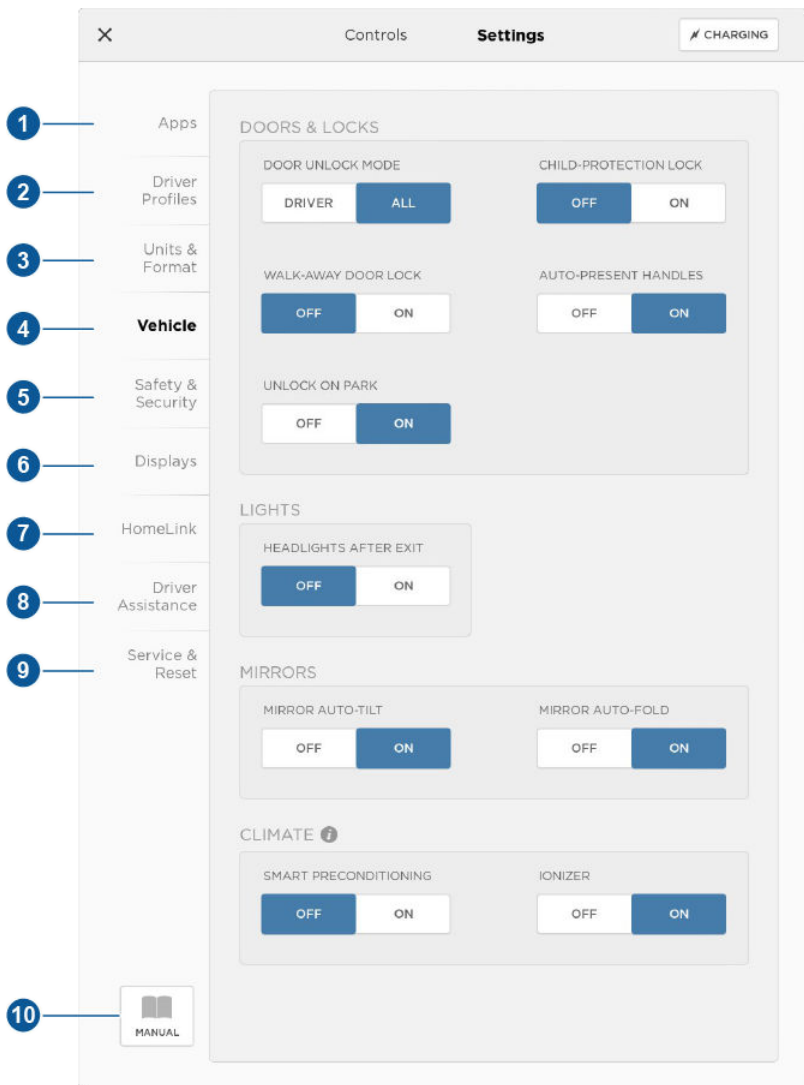 Controls
Settings
CHARGING
1
Apps
2
Driver
Profiles
3
Units &
Format
4
Vehicle
5
Safety &
Security
6
Displays
7
HomeLink
8
Driver
Assistance
9
Service &
Reset
10
MANUAL
DOORS & LOCKS
DOOR UNLOCK MODE
DRIVER ALL
CHILD-PROTECTION LOCK
OFF ON
WALK-AWAY DOOR LOCK
OFF ON
AUTO-PRESENT HANDLES
OFF ON
UNLOCK ON PARK
OFF ON
LIGHTS
HEADLIGHTS AFTER EXIT
OFF ON
MIRRORS
MIRROR AUTO-TILT
OFF ON
MIRROR AUTO-FOLD
OFF ON
CLIMATE i
SMART PRECONDITIONING
OFF ON
IONIZER
OFF ON